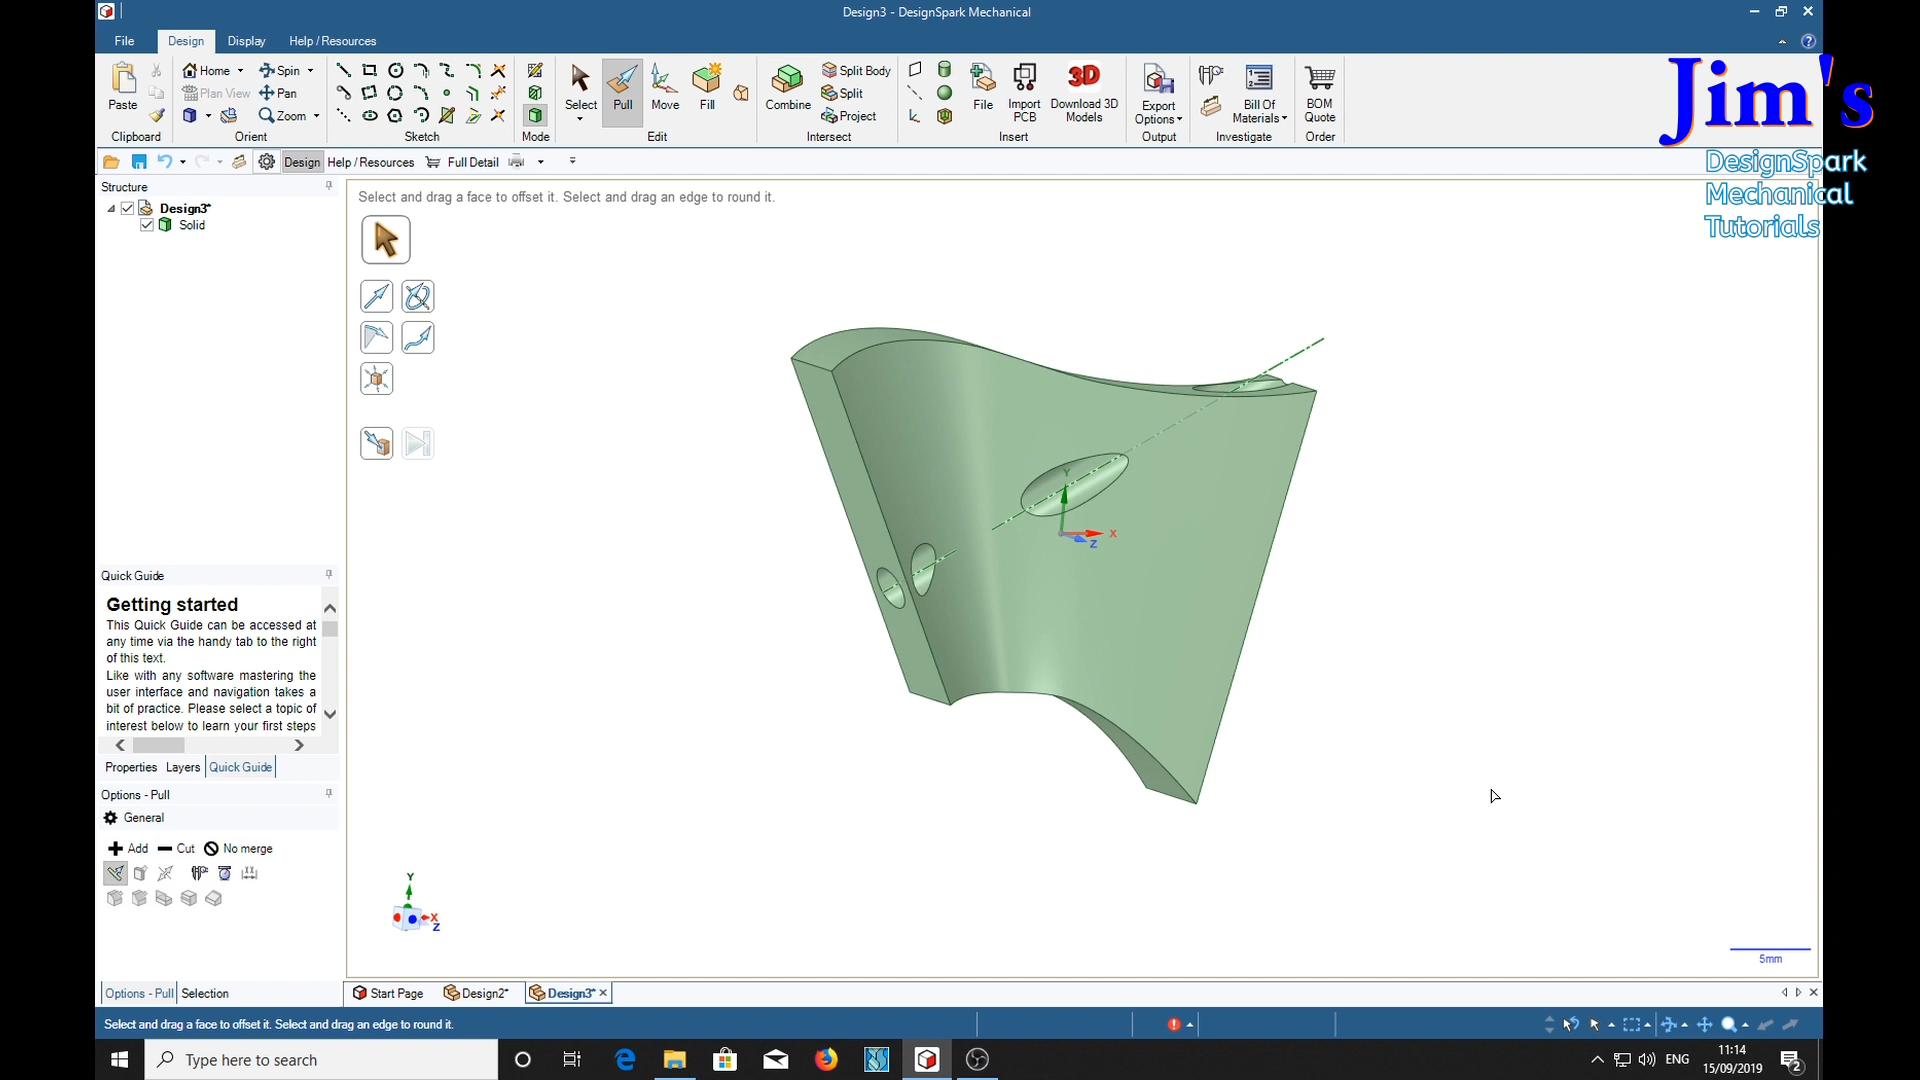 Design3 - DesignSpark Mechanical
File Design Display Help / Resources
Paste
Clipboard
Home Spin
Plan View Pan
Zoom
Orient
Sketch
Mode
Select Pull Move Fill
Edit
Combine
Split Body
Split
Project
Intersect
File Import PCB Download 3D Models
3D
Insert
Export Options
Output
Bill Of Materials
Investigate
BOM Quote
Order
Jim's
DesignSpark
Mechanical
Tutorials
Design Help / Resources Full Detail
Structure
Design3*
Solid
Select and drag a face to offset it. Select and drag an edge to round it.
Y
X
Z
Quick Guide
Getting started
This Quick Guide can be accessed at
any time via the handy tab to the right
of this text.
Like with any software mastering the
user interface and navigation takes a
bit of practice. Please select a topic of
interest below to learn your first steps
Properties Layers Quick Guide
Options - Pull
General
Add Cut No merge
Y
X
Z
5mm
Options - Pull Selection
Start Page Design2* Design3*
Select and drag a face to offset it. Select and drag an edge to round it.
Type here to search
ENG
11:14
15/09/2019
2